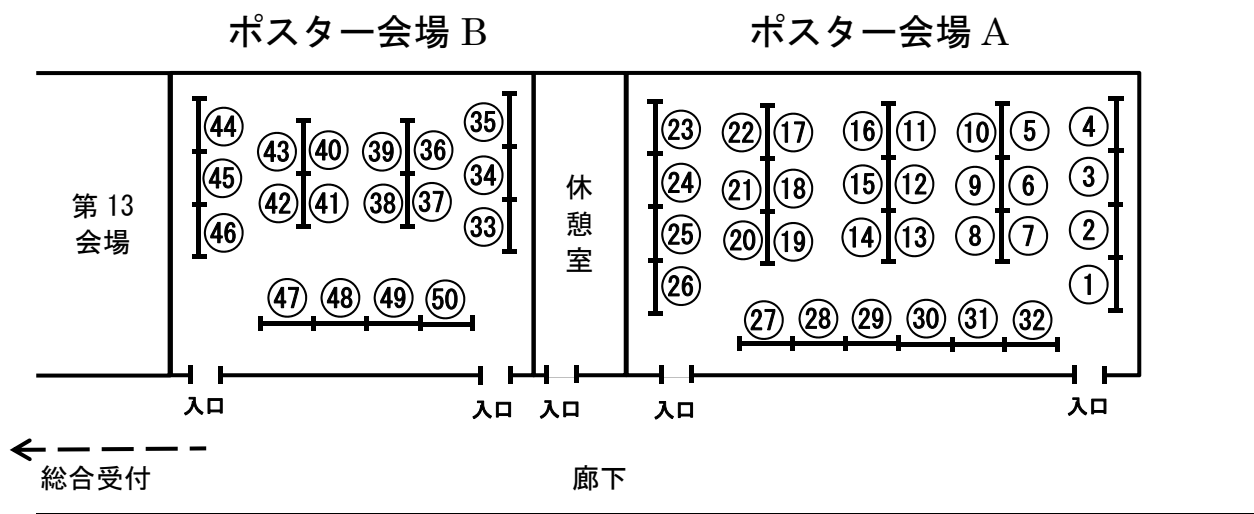 ポスター会場 B
ポスター会場 A
㊹ ㊸ ㊵ ㊴ ㊱ ㉟
㊺ ㊷ ㊶ ㊳ ㊲ ㉞
㊻ ㉝
㊼ ㊽ ㊾ ㊿
㉓ ㉒ ⑰ ⑯ ⑪ ⑩ ⑤ ④
㉔ ㉑ ⑱ ⑮ ⑫ ⑨ ⑥ ③
㉕ ⑳ ⑲ ⑭ ⑬ ⑧ ⑦ ②
㉖ ①
㉗ ㉘ ㉙ ㉚ ㉛ ㉜
第 13
会場
休
憩
室
入口 入口 入口 入口 入口
総合受付
廊下